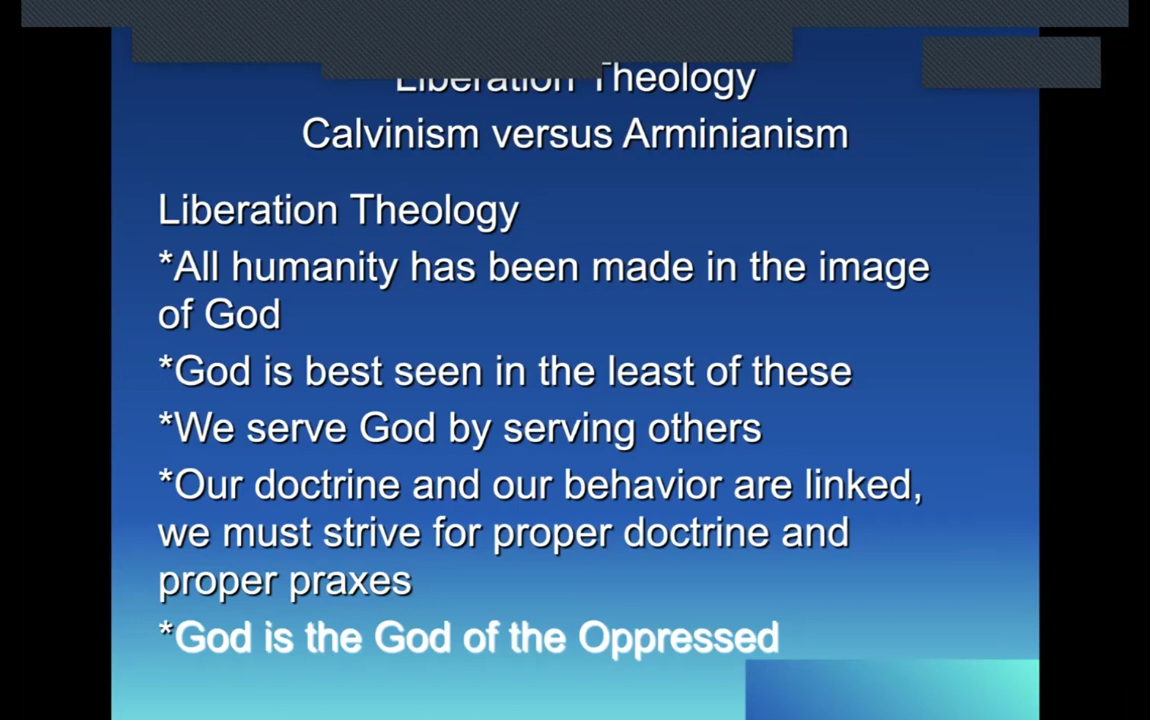 Liberation Theology
Calvinism versus Arminianism
Liberation Theology
*All humanity has been made in the image
of God
*God is best seen in the least of these
*We serve God by serving others
*Our doctrine and our behavior are linked,
we must strive for proper doctrine and
proper praxes
*God is the God of the Oppressed